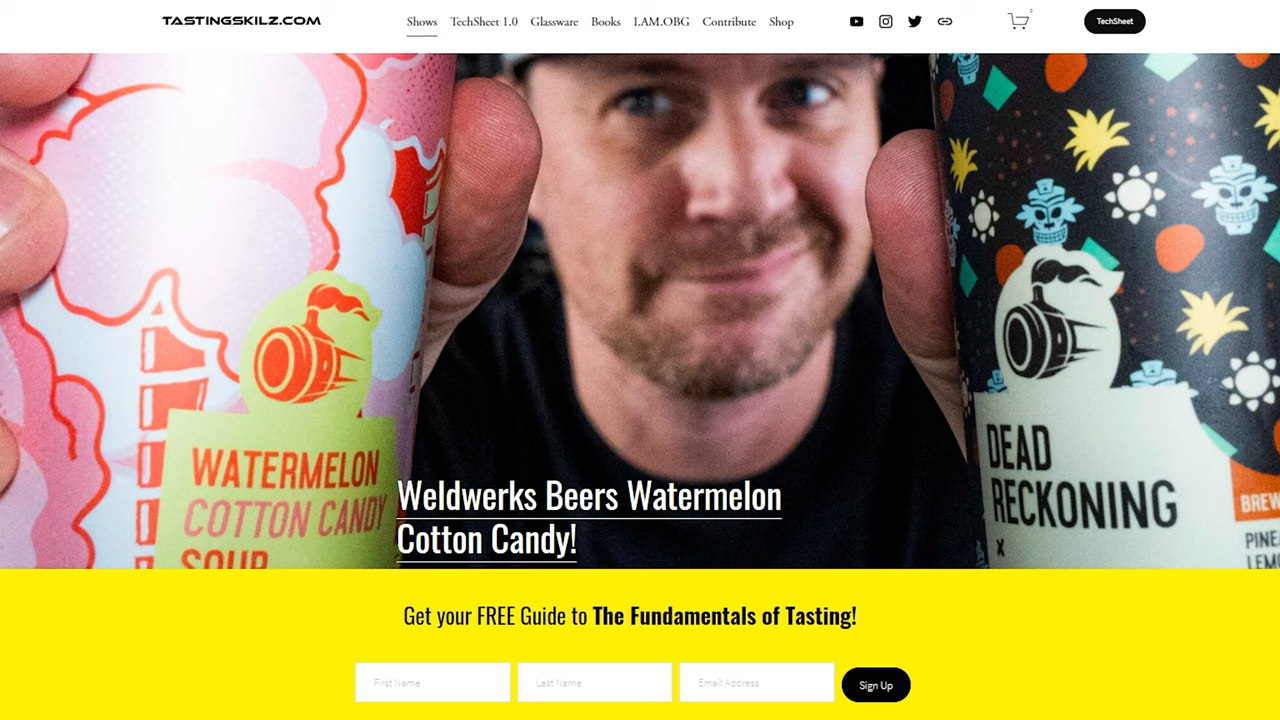 TASTINGSKILZ.COM
Shows TechSheet 1.0 Glassware Books I.AM.OBG Contribute Shop
0
TechSheet
WATERMELON
COTTON CANDY
SOUR
Weldwerks Beers Watermelon
Cotton Candy!
DEAD
RECKONING
X
BREW
PINE
LEMO
Get your FREE Guide to The Fundamentals of Tasting!
First Name Last Name Email Address Sign Up